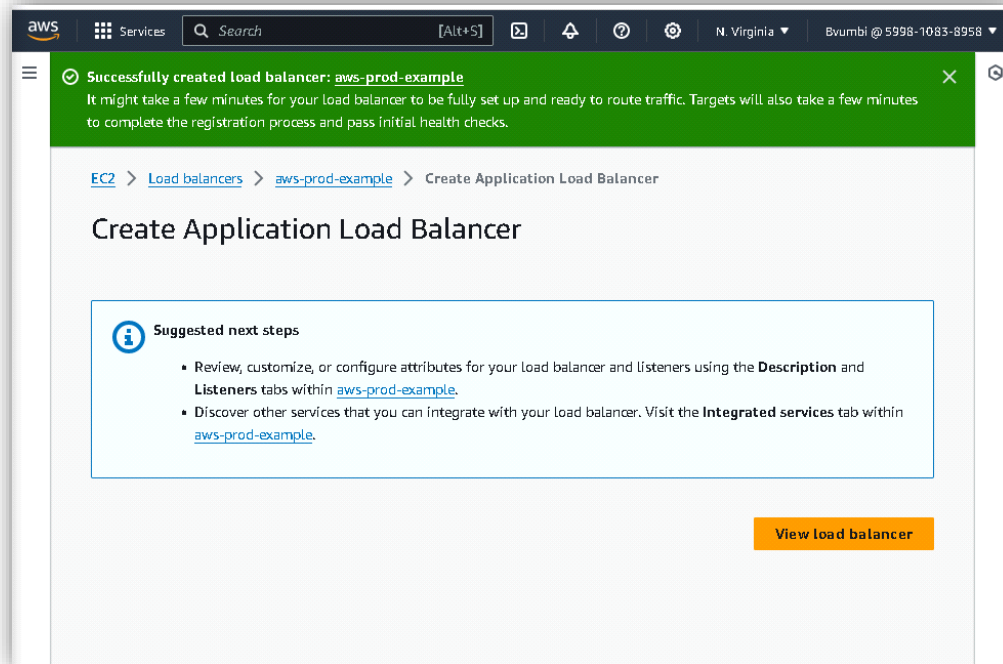 aws
Services
Search
[Alt+S]
N. Virginia
Bvumbi @ 5998-1083-8958
Successfully created load balancer: aws-prod-example
It might take a few minutes for your load balancer to be fully set up and ready to route traffic. Targets will also take a few minutes
to complete the registration process and pass initial health checks.
EC2 > Load balancers > aws-prod-example > Create Application Load Balancer
Create Application Load Balancer
Suggested next steps
• Review, customize, or configure attributes for your load balancer and listeners using the Description and
Listeners tabs within aws-prod-example.
• Discover other services that you can integrate with your load balancer. Visit the Integrated services tab within
aws-prod-example.
View load balancer